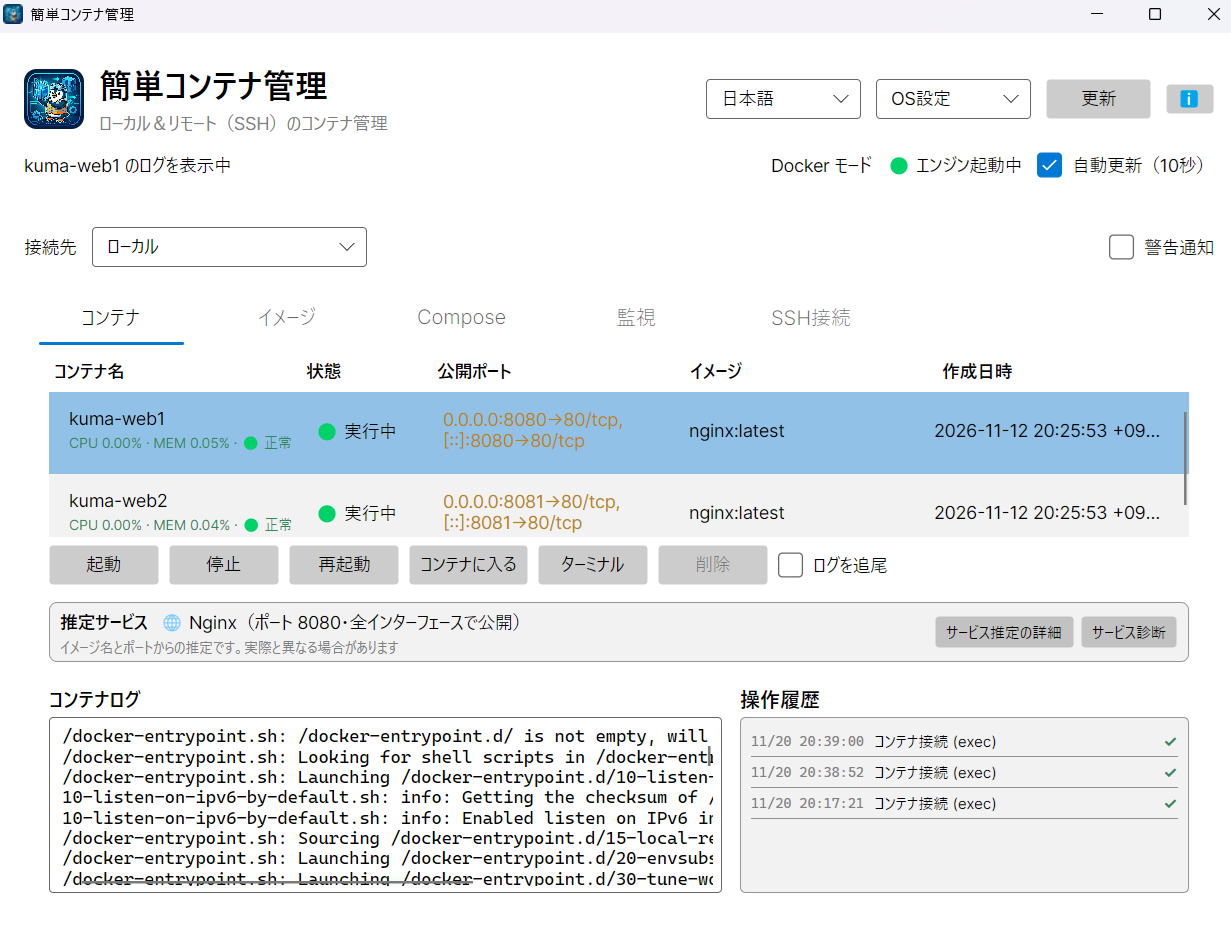 簡単コンテナ管理
簡単コンテナ管理
ローカル＆リモート（SSH）のコンテナ管理
日本語
OS設定
更新
kuma-web1 のログを表示中
Docker モード
エンジン起動中
自動更新（10秒）
接続先
ローカル
警告通知
コンテナ
イメージ
Compose
監視
SSH接続
コンテナ名
状態
公開ポート
イメージ
作成日時
kuma-web1
CPU 0.00% · MEM 0.05% · 正常
実行中
0.0.0.0:8080→80/tcp,
[::]:8080→80/tcp
nginx:latest
2026-11-12 20:25:53 +09...
kuma-web2
CPU 0.00% · MEM 0.04% · 正常
実行中
0.0.0.0:8081→80/tcp,
[::]:8081→80/tcp
nginx:latest
2026-11-12 20:25:53 +09...
起動
停止
再起動
コンテナに入る
ターミナル
削除
ログを追尾
推定サービス
Nginx（ポート 8080・全インターフェースで公開）
イメージ名とポートからの推定です。実際と異なる場合があります
サービス推定の詳細
サービス診断
コンテナログ
/docker-entrypoint.sh: /docker-entrypoint.d/ is not empty, will
/docker-entrypoint.sh: Looking for shell scripts in /docker-entr
/docker-entrypoint.sh: Launching /docker-entrypoint.d/10-listen-
10-listen-on-ipv6-by-default.sh: info: Getting the checksum of /
10-listen-on-ipv6-by-default.sh: info: Enabled listen on IPv6 in
/docker-entrypoint.sh: Sourcing /docker-entrypoint.d/15-local-re
/docker-entrypoint.sh: Launching /docker-entrypoint.d/20-envsubs
/docker-entrypoint.sh: Launching /docker-entrypoint.d/30-tune-wo
操作履歴
11/20 20:39:00 コンテナ接続 (exec)
11/20 20:38:52 コンテナ接続 (exec)
11/20 20:17:21 コンテナ接続 (exec)